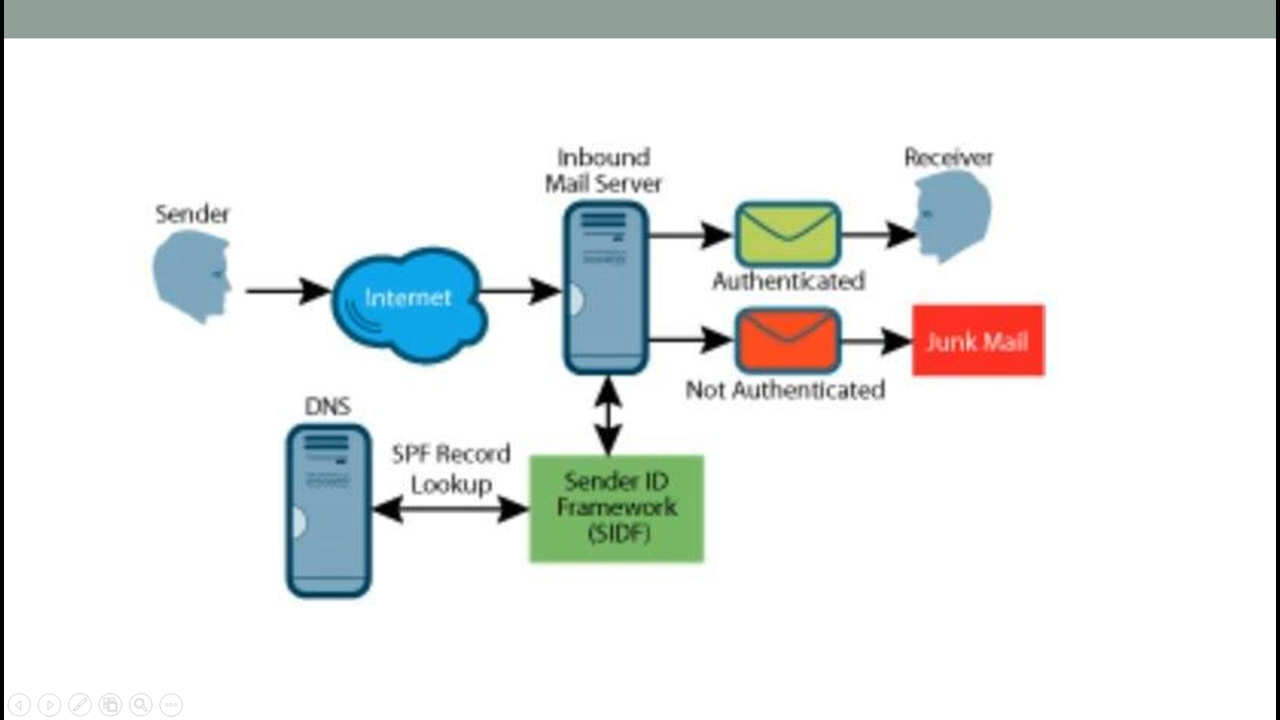 Sender
Internet
Inbound
Mail Server
Authenticated
Receiver
Not Authenticated
Junk Mail
DNS
SPF Record
Lookup
Sender ID
Framework
(SIDF)